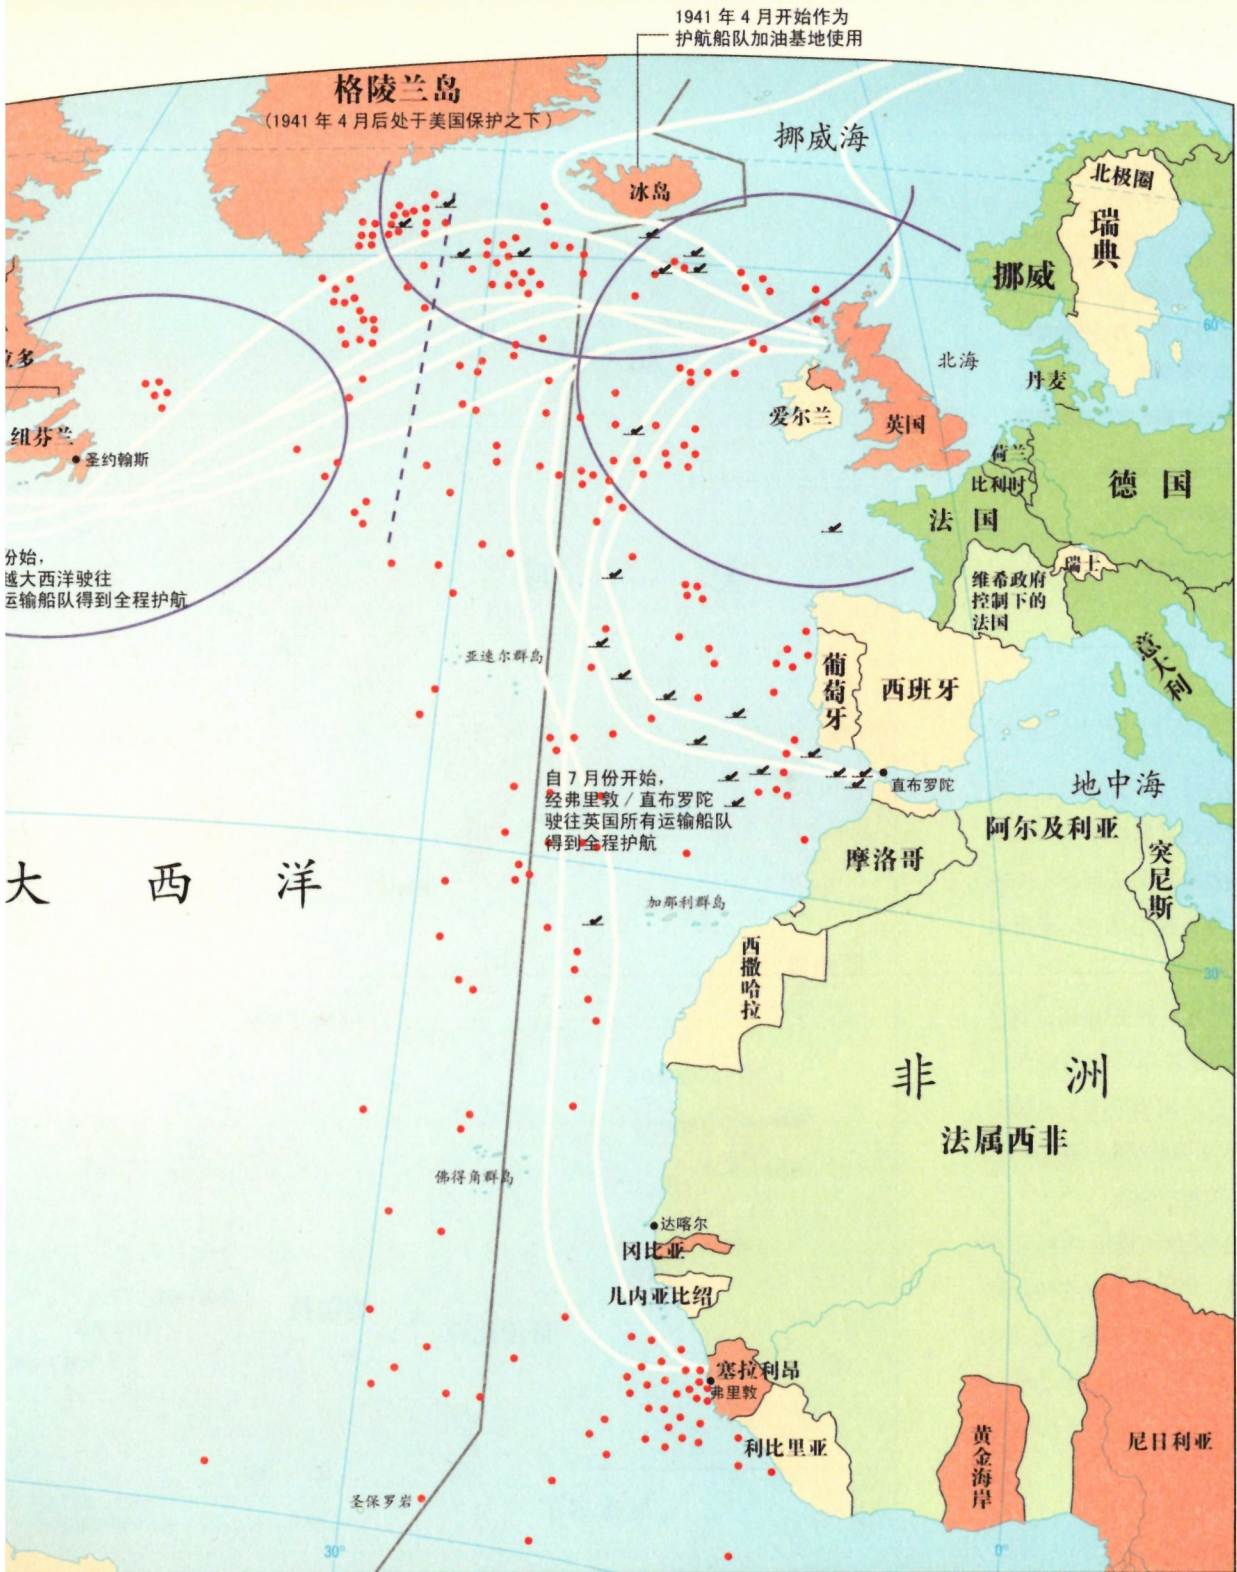 1941 年 4 月开始作为
护航船队加油基地使用
格陵兰岛
(1941 年 4 月后处于美国保护之下)
挪威海
冰岛
北极圈
瑞典
挪威
60°
北海
丹麦
多
爱尔兰
英国
纽芬兰
圣约翰斯
荷兰
比利时
德国
法国
份始，
越大西洋驶往
运输船队得到全程护航
瑞士
维希政府
控制下的
法国
亚速尔群岛
葡萄牙
西班牙
意大利
自 7 月份开始，
经弗里敦 / 直布罗陀
驶往英国所有运输船队
得到全程护航
直布罗陀
地中海
阿尔及利亚
摩洛哥
突尼斯
大西洋
加那利群岛
西撒哈拉
30°
非洲
法属西非
佛得角群岛
达喀尔
冈比亚
几内亚比绍
塞拉利昂
弗里敦
利比里亚
黄金海岸
尼日利亚
圣保罗岩
30°
0°